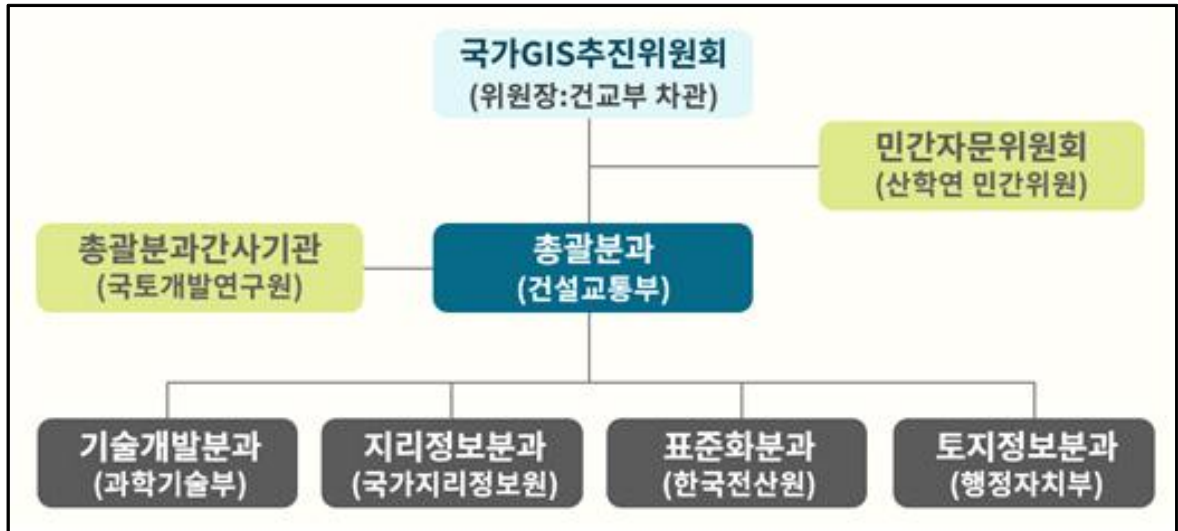 국가GIS추진위원회
(위원장:건교부 차관)
민간자문위원회
(산학연 민간위원)
총괄분과간사기관
(국토개발연구원)
총괄분과
(건설교통부)
기술개발분과
(과학기술부)
지리정보분과
(국가지리정보원)
표준화분과
(한국전산원)
토지정보분과
(행정자치부)